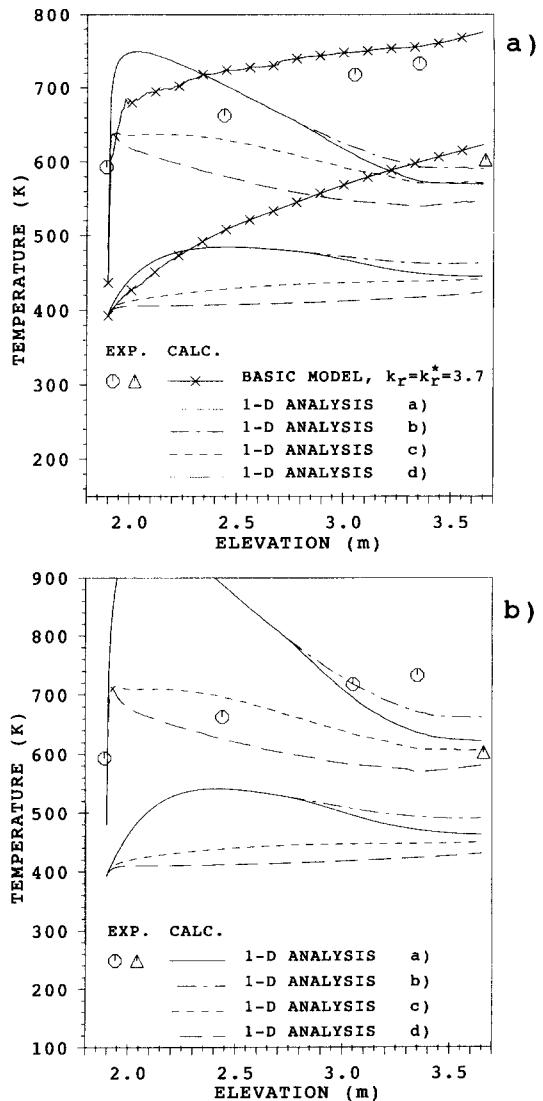 a)
800
700
600
500
400
300
200
TEMPERATURE (K)
EXP. CALC.
BASIC MODEL, k_r=k_r^*=3.7
1-D ANALYSIS a)
1-D ANALYSIS b)
1-D ANALYSIS c)
1-D ANALYSIS d)
2.0 2.5 3.0 3.5
ELEVATION (m)
b)
900
800
700
600
500
400
300
200
100
TEMPERATURE (K)
EXP. CALC.
1-D ANALYSIS a)
1-D ANALYSIS b)
1-D ANALYSIS c)
1-D ANALYSIS d)
2.0 2.5 3.0 3.5
ELEVATION (m)